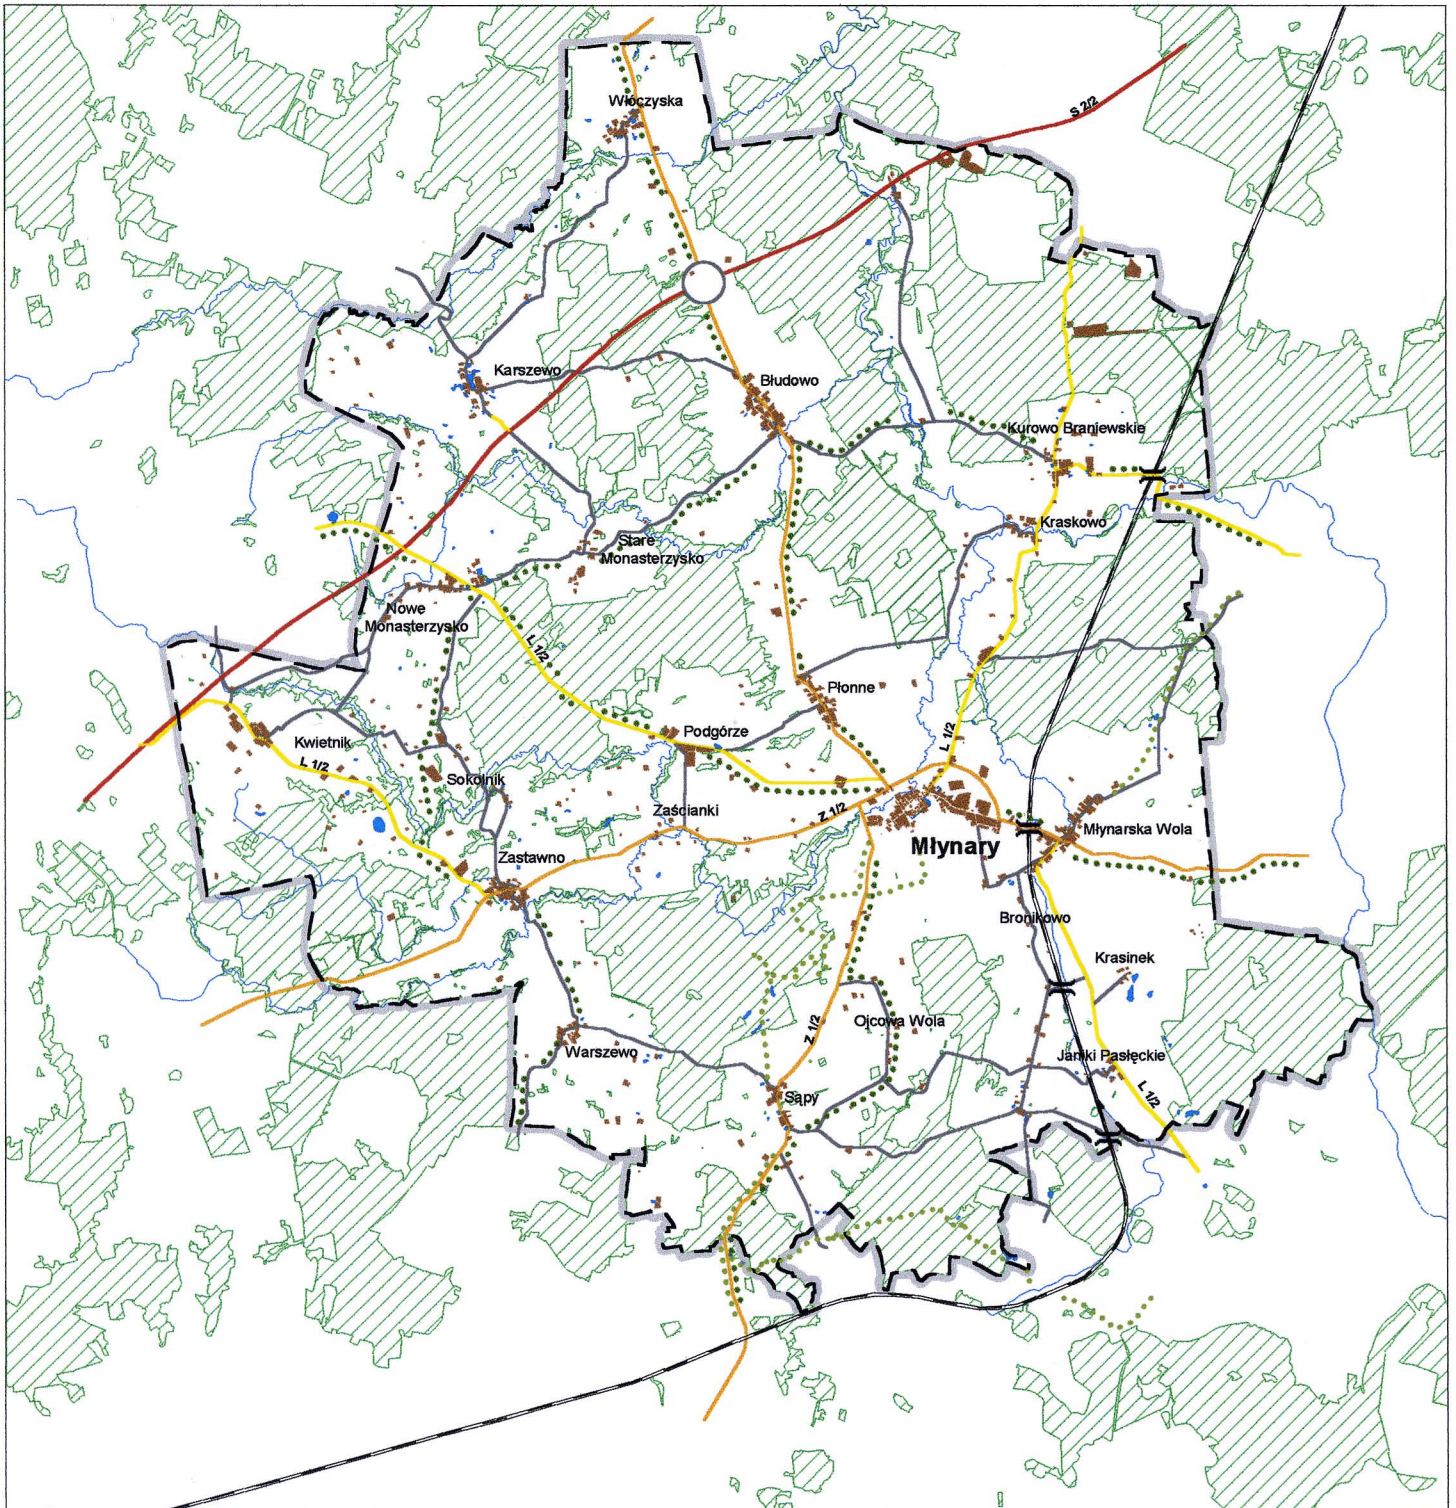 Włóczyska
S 2/2
Karszewo
Błudowo
Kurowo Braniewskie
Kraskowo
Stare
Monasterzysko
Nowe
Monasterzysko
L 1/2
Płonne
Podgórze
L 1/2
Kwietnik
L 1/2
Sokolnik
Zaścianki
Z 1/2
Młynary
Młynarska Wola
Zastawno
Bronikowo
Krasinek
Z 1/2
Ojcowa Wola
Warszewo
Janiki Pasłęckie
L 1/2
Sąpy